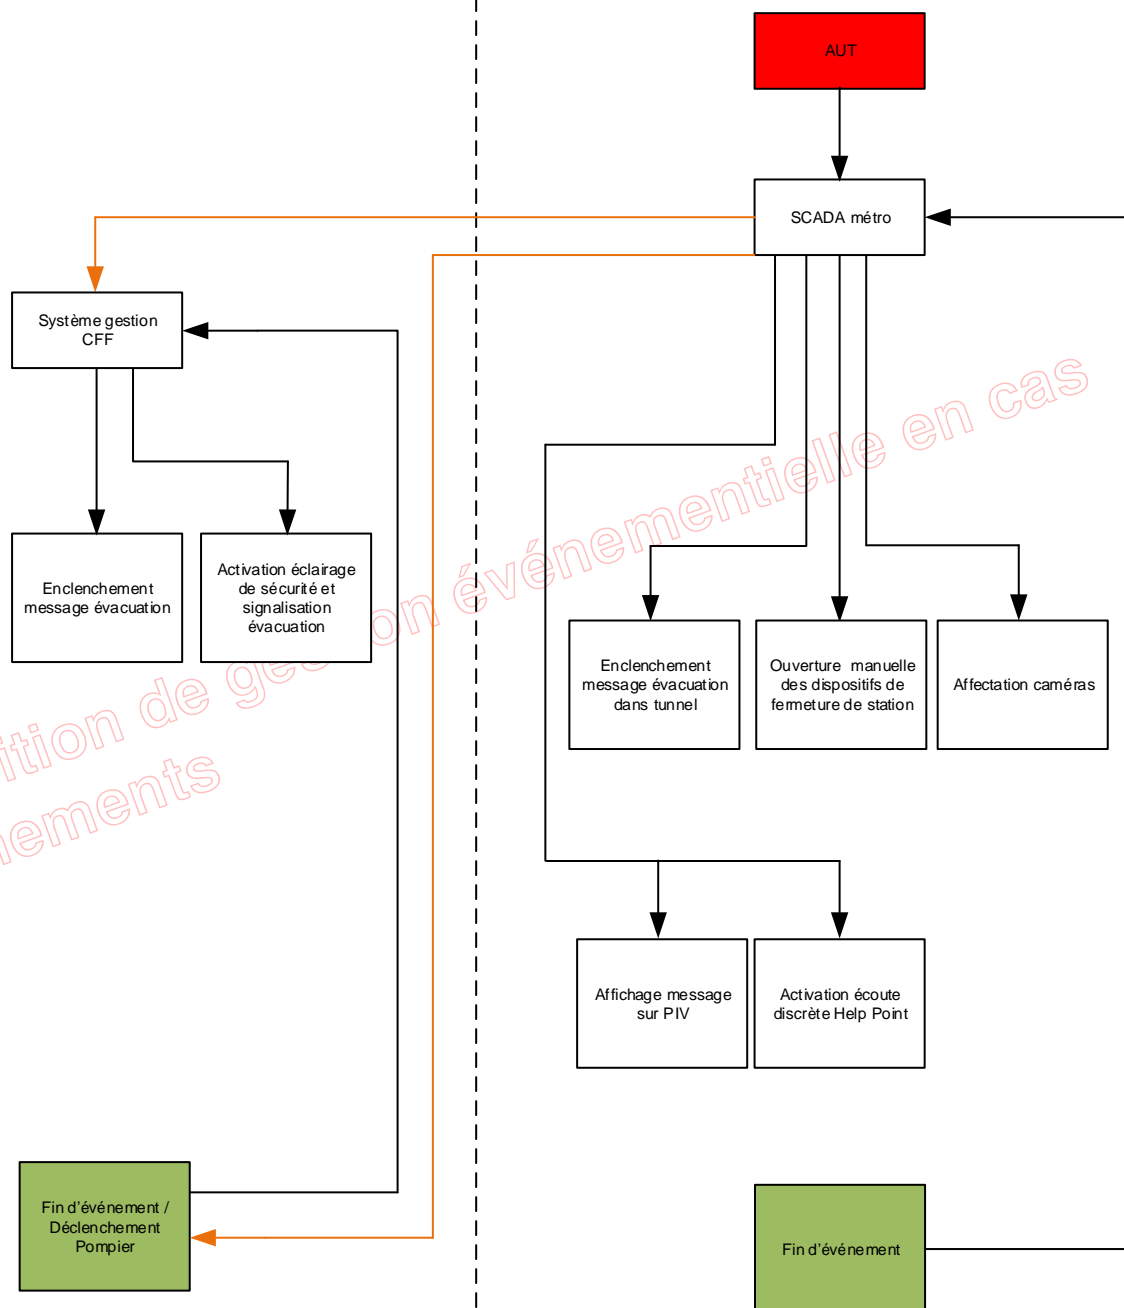 AUT
SCADA métro
Système gestion
CFF
Enclenchement
message évacuation
Activation éclairage
de sécurité et
signalisation
évacuation
Enclenchement
message évacuation
dans tunnel
Ouverture manuelle
des dispositifs de
fermeture de station
Affectation caméras
Affichage message
sur PIV
Activation écoute
discrète Help Point
Fin d'événement /
Déclenchement
Pompier
Fin d'événement
de gestion événementielle en cas